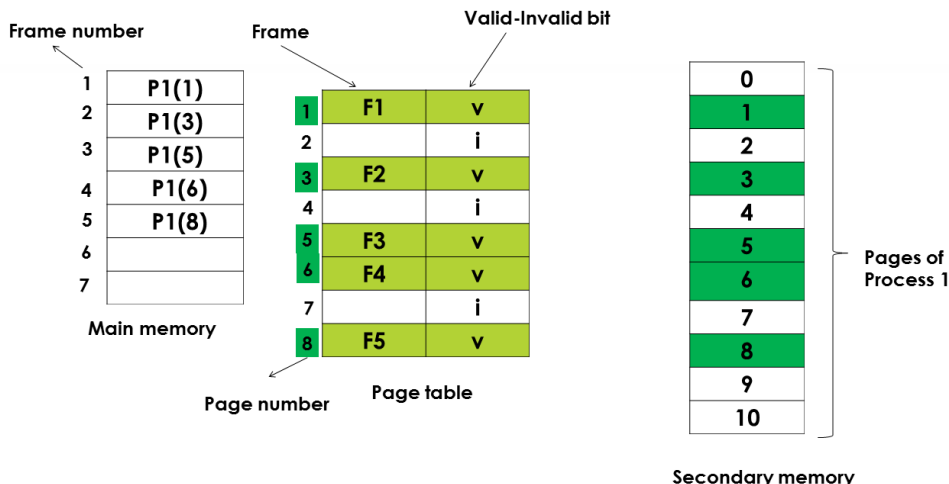 Frame number
Frame
Valid-Invalid bit
1 P1(1)
2 P1(3)
3 P1(5)
4 P1(6)
5 P1(8)
6
7
Main memory
1 F1 v
2 i
3 F2 v
4 i
5 F3 v
6 F4 v
7 i
8 F5 v
Page number
Page table
0
1
2
3
4
5
6
7
8
9
10
Pages of
Process 1
Secondary memory